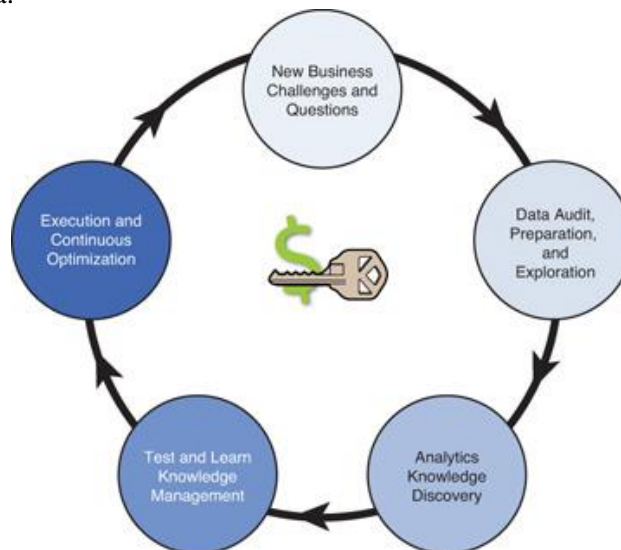 New Business
Challenges and
Questions
Data Audit,
Preparation,
and
Exploration
Analytics
Knowledge
Discovery
Test and Learn
Knowledge
Management
Execution and
Continuous
Optimization
$